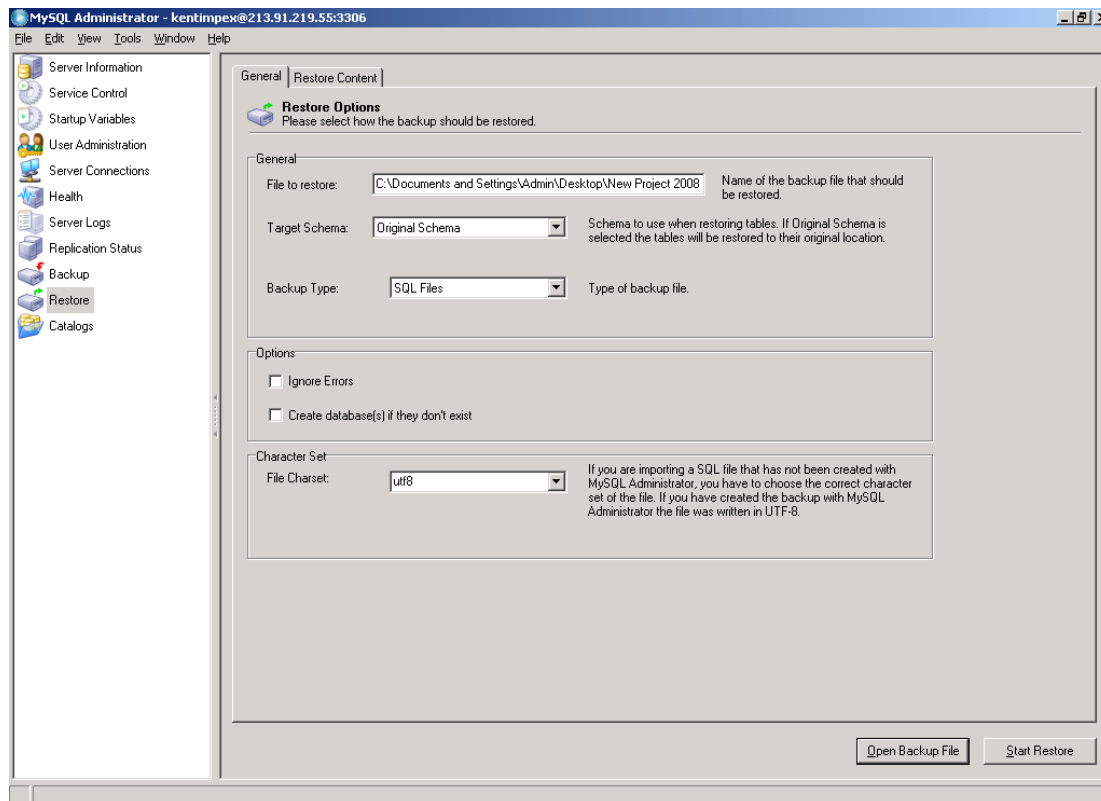 MySQL Administrator - kentimpex@213.91.219.55:3306
File Edit View Tools Window Help
Server Information
Service Control
Startup Variables
User Administration
Server Connections
Health
Server Logs
Replication Status
Backup
Restore
Catalogs
General Restore Content
Restore Options
Please select how the backup should be restored.
General
File to restore: C:\Documents and Settings\Admin\Desktop\New Project 2008
Name of the backup file that should
be restored.
Target Schema: Original Schema
Schema to use when restoring tables. If Original Schema is
selected the tables will be restored to their original location.
Backup Type: SQL Files Type of backup file.
Options
Ignore Errors
Create database(s) if they don't exist
Character Set
File Charset: utf8
If you are importing a SQL file that has not been created with
MySQL Administrator, you have to choose the correct character
set of the file. If you have created the backup with MySQL
Administrator the file was written in UTF-8.
Open Backup File Start Restore